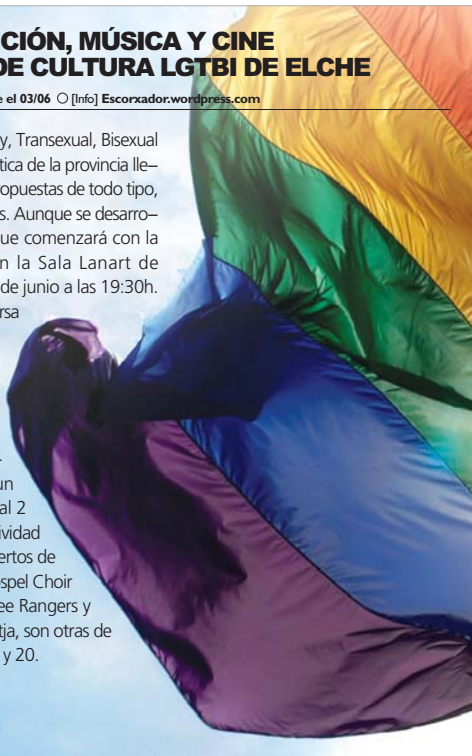 CIÓN, MÚSICA Y CINE
DE CULTURA LGTBI DE ELCHE
e el 03/06 O [Info] Escorxador.wordpress.com
y, Transexual, Bisexual
tica de la provincia lle–
opuestas de todo tipo,
s. Aunque se desarro–
ue comenzará con la
n la Sala Lanart de
de junio a las 19:30h.
rsa
-
un
al 2
ividad
ertos de
spel Choir
ee Rangers y
tja, son otras de
y 20.